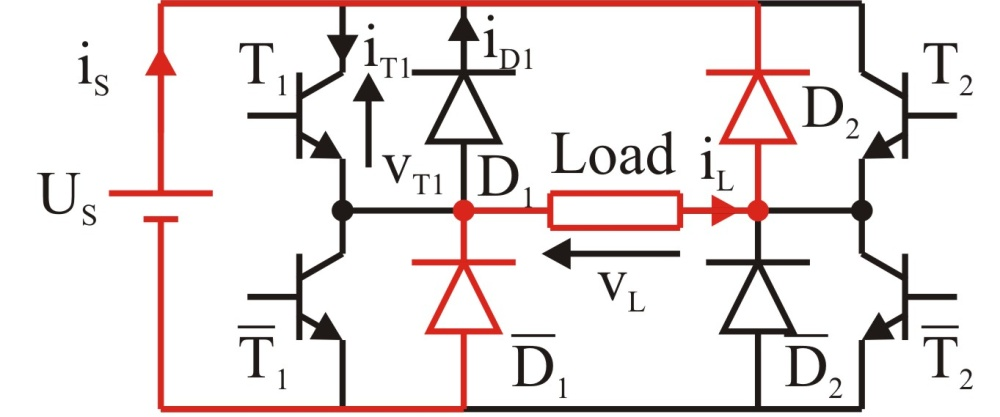 i_S
T_1
i_T1
i_D1
D_2
T_2
U_S
v_T1
D_1
Load
i_L
v_L
T̅_1
D̅_1
D̅_2
T̅_2